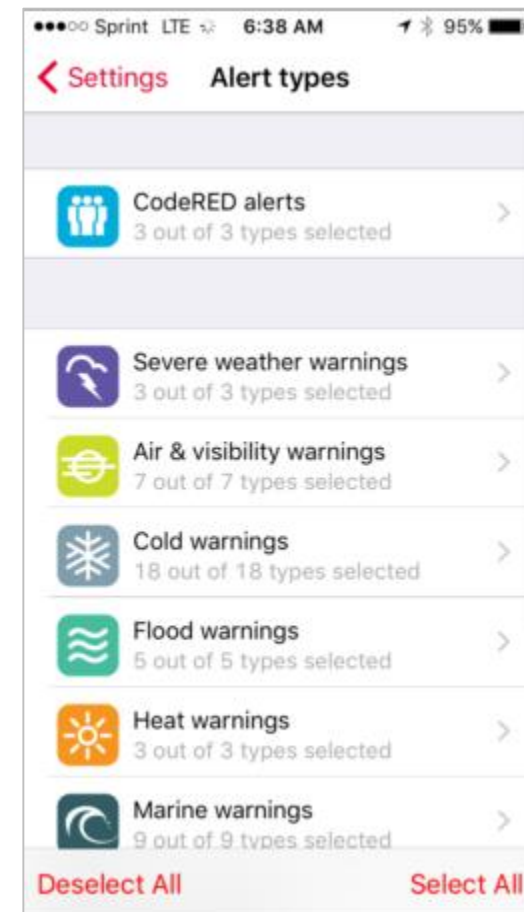 Sprint LTE 6:38 AM 95%
Settings Alert types
CodeRED alerts
3 out of 3 types selected
Severe weather warnings
3 out of 3 types selected
Air & visibility warnings
7 out of 7 types selected
Cold warnings
18 out of 18 types selected
Flood warnings
5 out of 5 types selected
Heat warnings
3 out of 3 types selected
Marine warnings
9 out of 9 types selected
Deselect All Select All